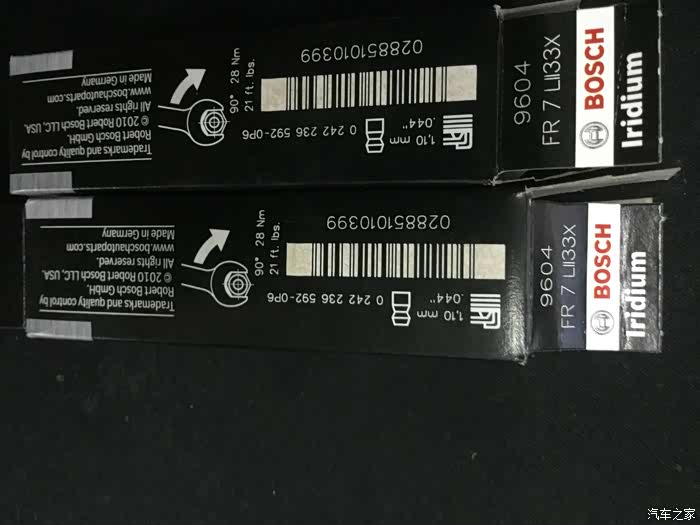 9604
FR 7 LII33X
BOSCH
Iridium
028851010399
0 242 236 592-0P6
1,10 mm
.044"
90° 28 Nm
21 ft. lbs.
Trademarks and quality control by
Robert Bosch GmbH.
© 2010 Robert Bosch LLC, USA.
All rights reserved.
www.boschautoparts.com
Made in Germany
9604
FR 7 LII33X
BOSCH
Iridium
028851010399
0 242 236 592-0P6
1,10 mm
.044"
90° 28 Nm
21 ft. lbs.
Trademarks and quality control by
Robert Bosch GmbH.
© 2010 Robert Bosch LLC, USA.
All rights reserved.
www.boschautoparts.com
Made in Germany
汽车之家